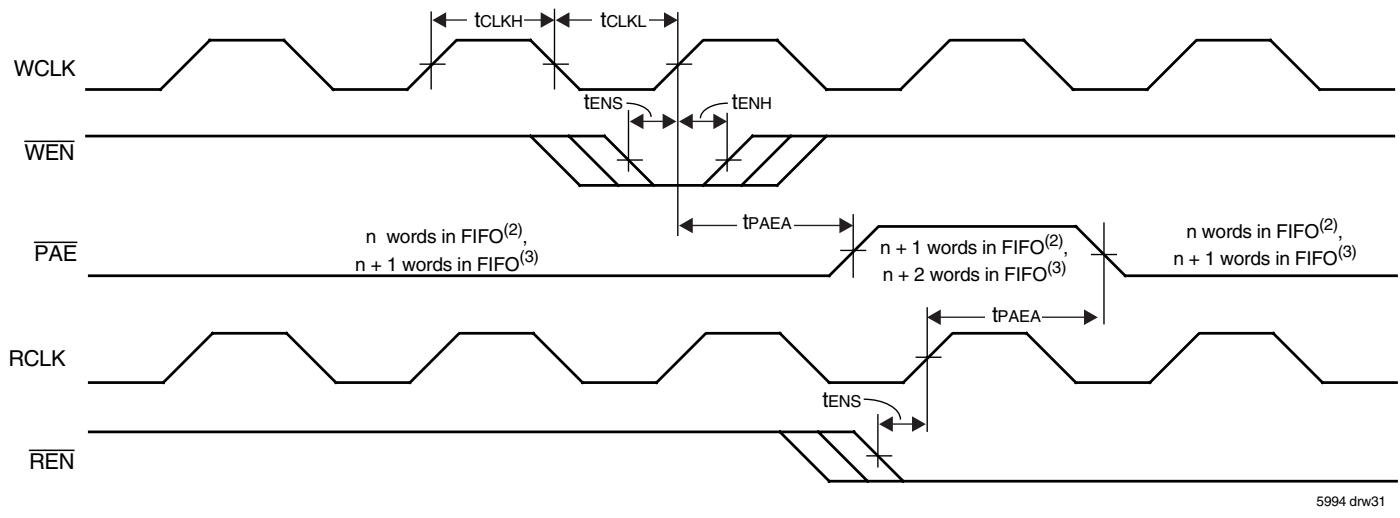 tCLKH tCLKL
WCLK
tENS tENH
WEN
tPAEA
PAE
n words in FIFO(2),
n + 1 words in FIFO(3)
n + 1 words in FIFO(2),
n + 2 words in FIFO(3)
n words in FIFO(2),
n + 1 words in FIFO(3)
tPAEA
RCLK
tENS
REN
5994 drw31